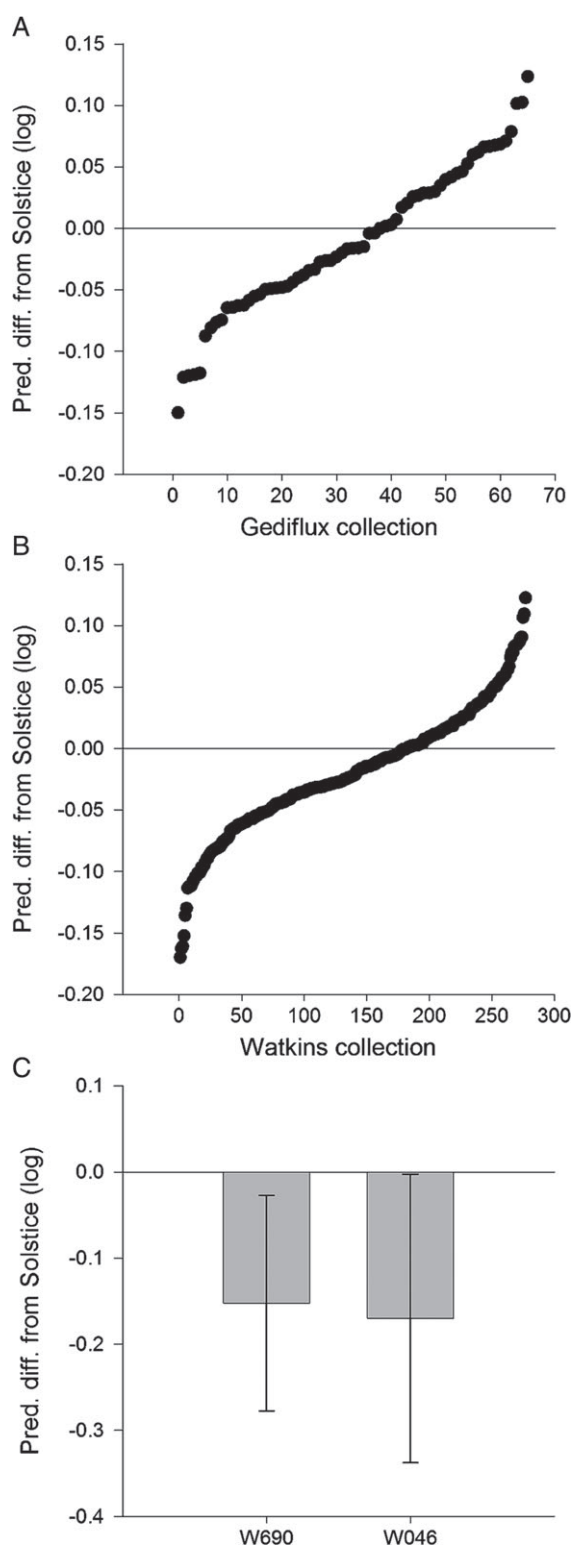 A
0.15
0.10
0.05
0.00
-0.05
-0.10
-0.15
-0.20
Pred. diff. from Solstice (log)
0 10 20 30 40 50 60 70
Gediflux collection
B
0.15
0.10
0.05
0.00
-0.05
-0.10
-0.15
-0.20
Pred. diff. from Solstice (log)
0 50 100 150 200 250 300
Watkins collection
C
0.1
0.0
-0.1
-0.2
-0.3
-0.4
Pred. diff. from Solstice (log)
W690 W046